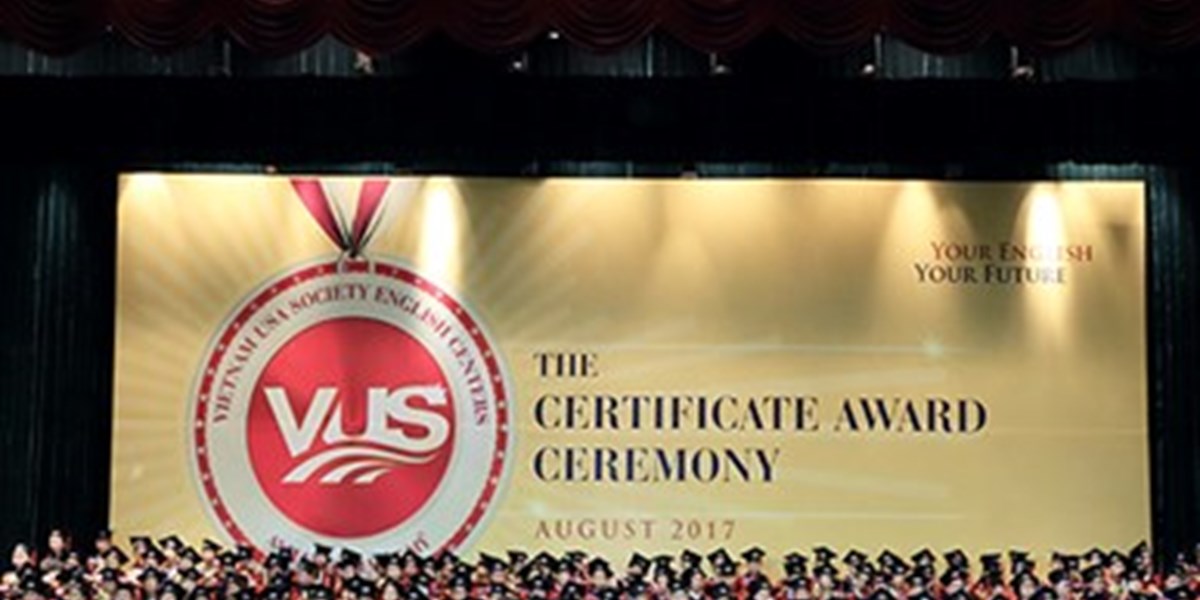 VIETNAM USA SOCIETY ENGLISH CENTERS
VUS
YOUR ENGLISH
YOUR FUTURE
THE
CERTIFICATE AWARD
CEREMONY
AUGUST 2017